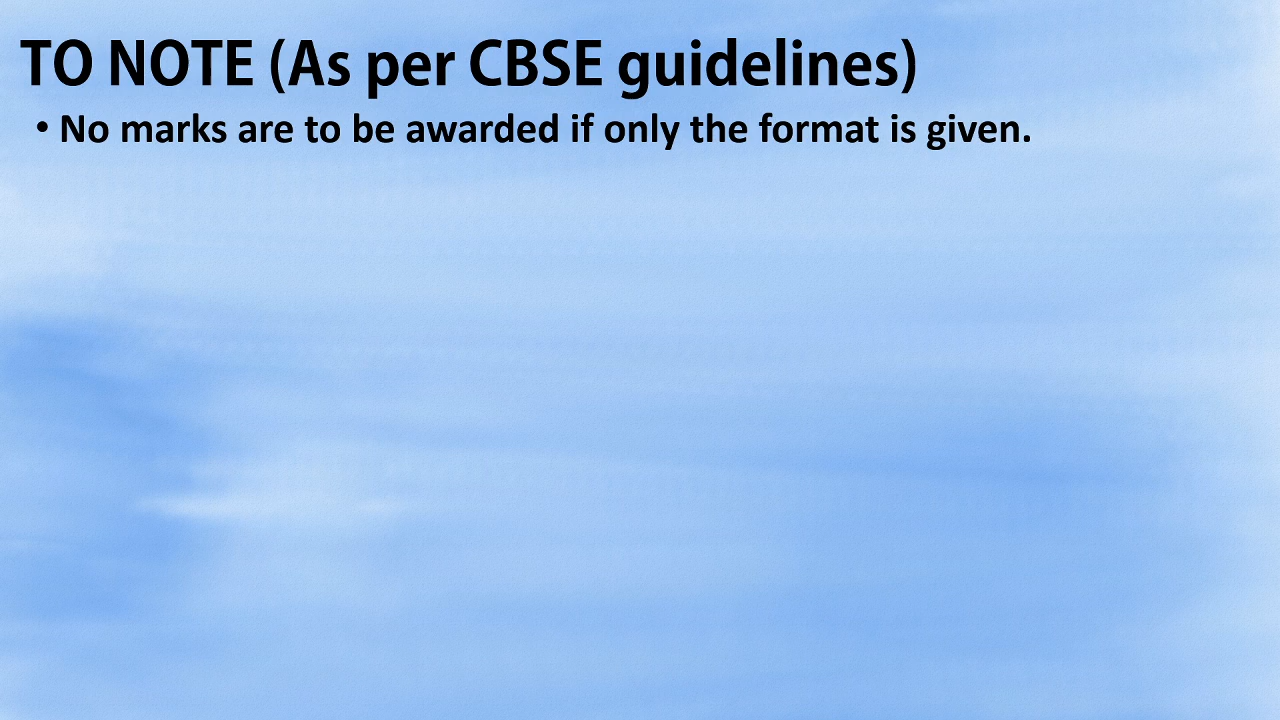 TO NOTE (As per CBSE guidelines)
• No marks are to be awarded if only the format is given.